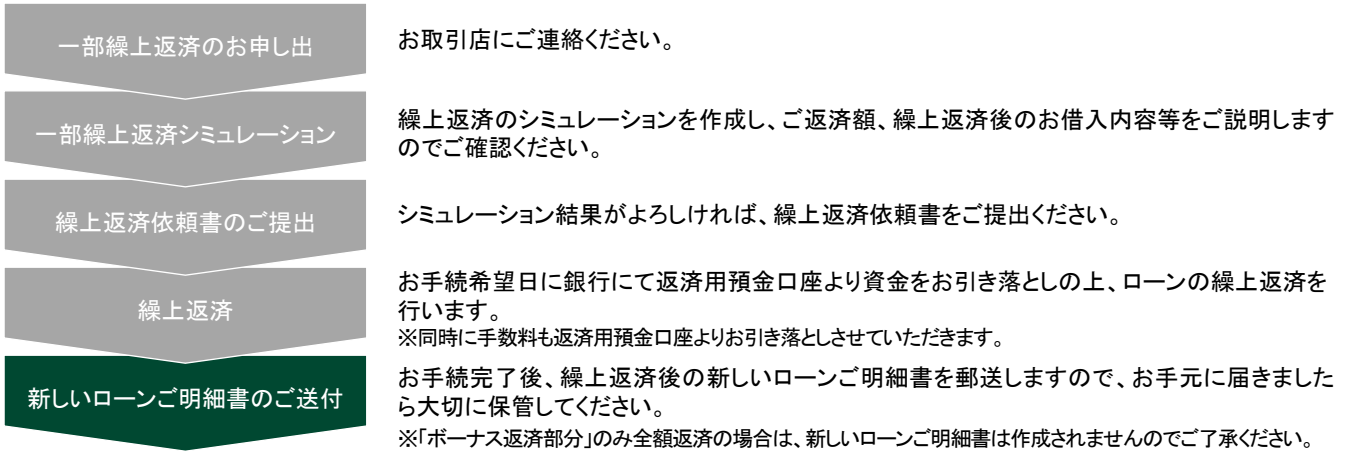 一部繰上返済のお申し出
お取引店にご連絡ください。
一部繰上返済シミュレーション
繰上返済のシミュレーションを作成し、ご返済額、繰上返済後のお借入内容等をご説明します
のでご確認ください。
繰上返済依頼書のご提出
シミュレーション結果がよろしければ、繰上返済依頼書をご提出ください。
繰上返済
お手続希望日に銀行にて返済用預金口座より資金をお引き落としの上、ローンの繰上返済を
行います。
※同時に手数料も返済用預金口座よりお引き落としさせていただきます。
新しいローンご明細書のご送付
お手続完了後、繰上返済後の新しいローンご明細書を郵送しますので、お手元に届きました
ら大切に保管してください。
※「ボーナス返済部分」のみ全額返済の場合は、新しいローンご明細書は作成されませんのでご了承ください。